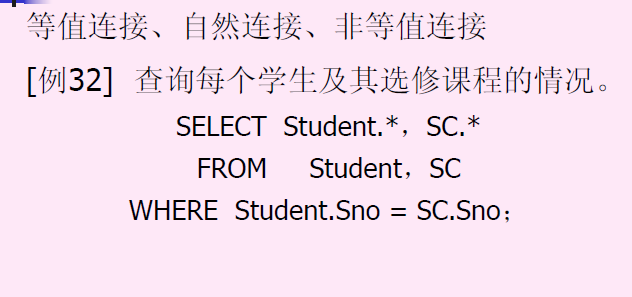 等值连接、自然连接、非等值连接
[例32]  查询每个学生及其选修课程的情况。
SELECT  Student.*，SC.*
FROM     Student，SC
WHERE  Student.Sno = SC.Sno；